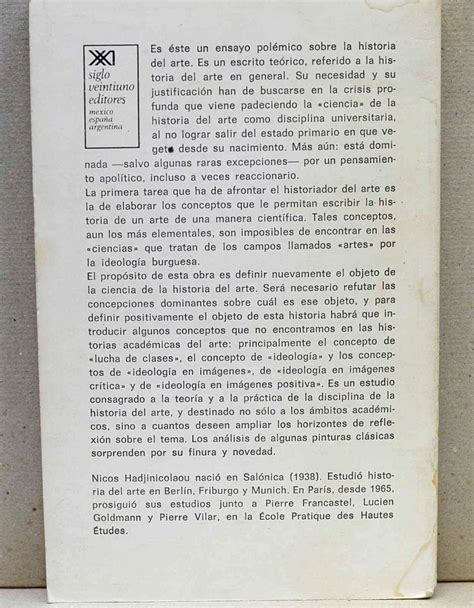 siglo
veintiuno
editores
mexico
españa
argentina
Es éste un ensayo polémico sobre la historia
del arte. Es un escrito teórico, referido a la his-
toria del arte en general. Su necesidad y su
justificación han de buscarse en la crisis pro-
funda que viene padeciendo la «ciencia» de la
historia del arte como disciplina universitaria,
al no lograr salir del estado primario en que ve-
geta desde su nacimiento. Más aún: está domi-
nada —salvo algunas raras excepciones— por un pensamien-
to apolítico, incluso a veces reaccionario.
La primera tarea que ha de afrontar el historiador del arte es
la de elaborar los conceptos que le permitan escribir la his-
toria de un arte de una manera científica. Tales conceptos,
aun los más elementales, son imposibles de encontrar en las
«ciencias» que tratan de los campos llamados «artes» por
la ideología burguesa.
El propósito de esta obra es definir nuevamente el objeto de
la ciencia de la historia del arte. Será necesario refutar las
concepciones dominantes sobre cuál es ese objeto, y para
definir positivamente el objeto de esta historia habrá que in-
troducir algunos conceptos que no encontramos en las his-
torias académicas del arte: principalmente el concepto de
«lucha de clases», el concepto de «ideología» y los concep-
tos de «ideología en imágenes», de «ideología en imágenes
crítica» y de «ideología en imágenes positiva». Es un estudio
consagrado a la teoría y a la práctica de la disciplina de la
historia del arte, y destinado no sólo a los ámbitos académi-
cos, sino a cuantos deseen ampliar los horizontes de refle-
xión sobre el tema. Los análisis de algunas pinturas clásicas
sorprenden por su finura y novedad.
Nicos Hadjinicolaou nació en Salónica (1938). Estudió histo-
ria del arte en Berlín, Friburgo y Munich. En París, desde 1965,
prosiguió sus estudios junto a Pierre Francastel, Lucien
Goldmann y Pierre Vilar, en la École Pratique des Hautes
Études.